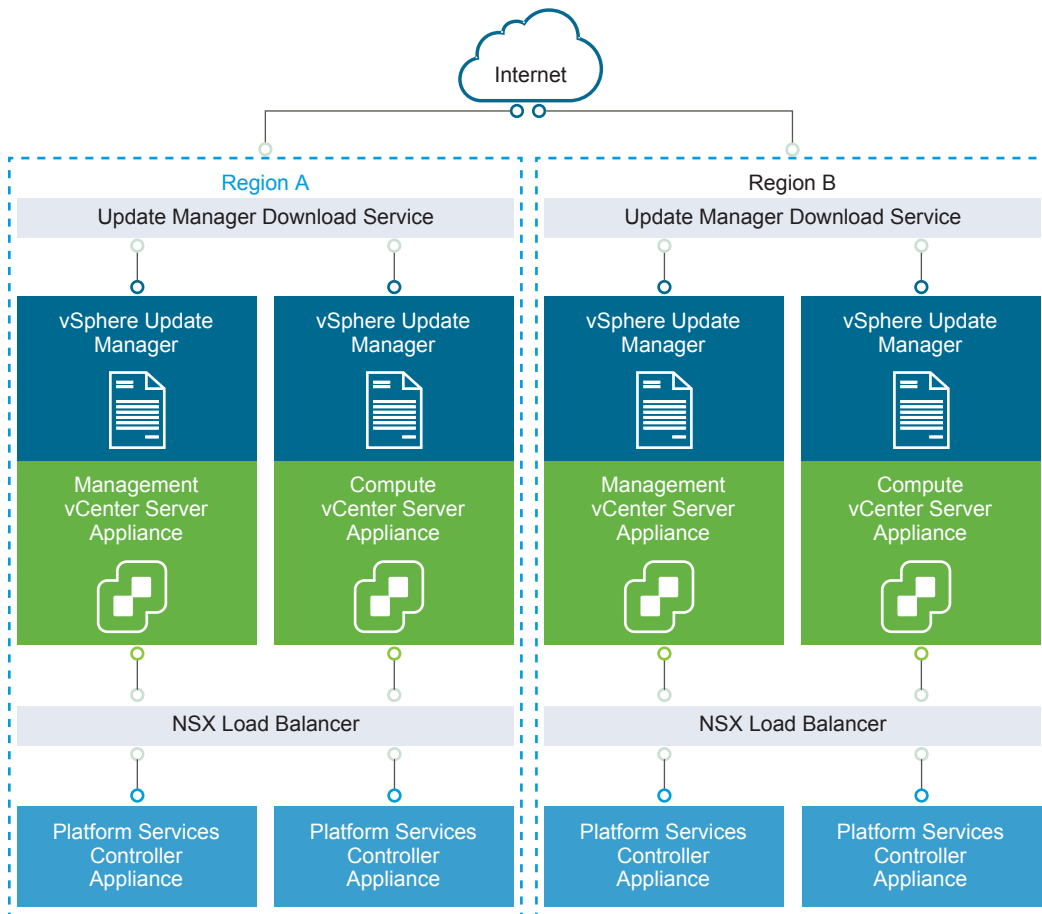 Internet
Region A
Update Manager Download Service
vSphere Update
Manager
Management
vCenter Server
Appliance
vSphere Update
Manager
Compute
vCenter Server
Appliance
NSX Load Balancer
Platform Services
Controller
Appliance
Platform Services
Controller
Appliance
Region B
Update Manager Download Service
vSphere Update
Manager
Management
vCenter Server
Appliance
vSphere Update
Manager
Compute
vCenter Server
Appliance
NSX Load Balancer
Platform Services
Controller
Appliance
Platform Services
Controller
Appliance